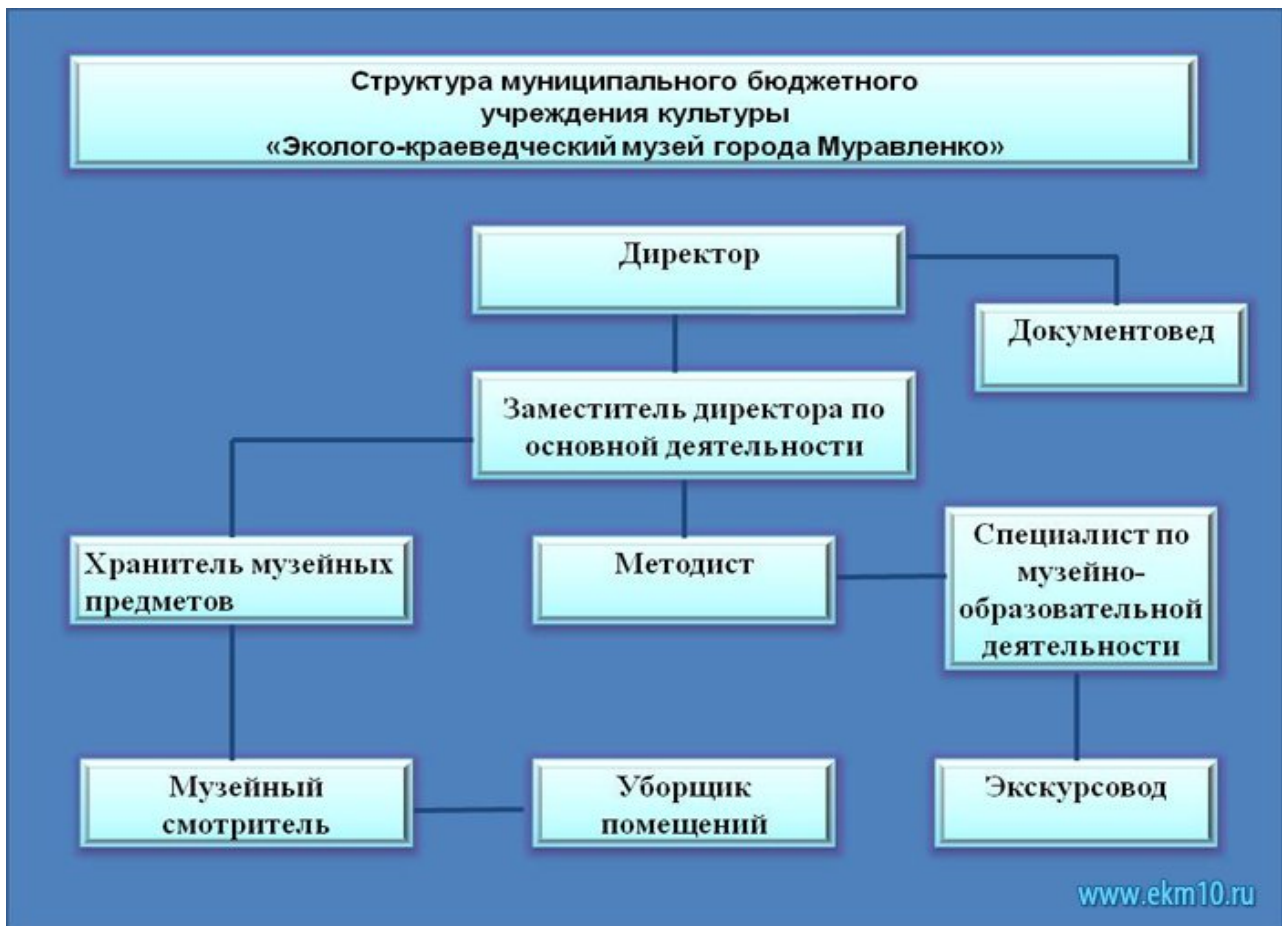 Структура муниципального бюджетного
учреждения культуры
«Эколого-краеведческий музей города Муравленко»
Директор
Документовед
Заместитель директора по
основной деятельности
Хранитель музейных
предметов
Методист
Специалист по
музейно-
образовательной
деятельности
Музейный
смотритель
Уборщик
помещений
Экскурсовод
www.ekm10.ru